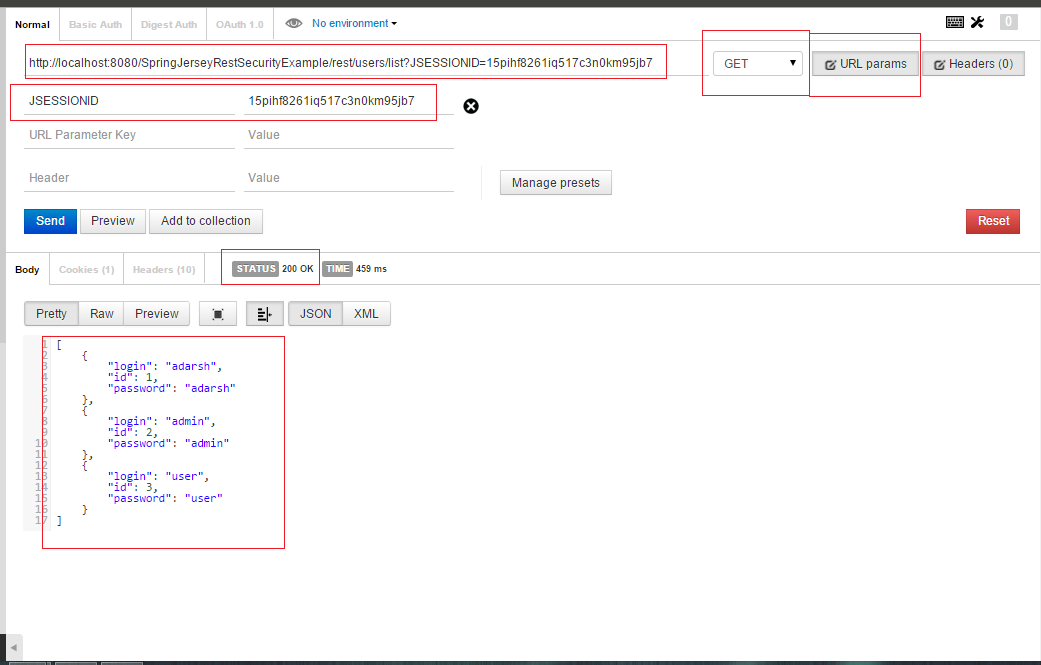 Normal Basic Auth Digest Auth OAuth 1.0 No environment 0
http://localhost:8080/SpringJerseyRestSecurityExample/rest/users/list?JSESSIONID=15pihf8261iq517c3n0km95jb7 GET URL params Headers (0)
JSESSIONID 15pihf8261iq517c3n0km95jb7
URL Parameter Key Value
Header Value Manage presets
Send Preview Add to collection Reset
Body Cookies (1) Headers (10) STATUS 200 OK TIME 459 ms
Pretty Raw Preview JSON XML
1 [
2 {
3 "login": "adarsh",
4 "id": 1,
5 "password": "adarsh"
6 },
7 {
8 "login": "admin",
9 "id": 2,
10 "password": "admin"
11 },
12 {
13 "login": "user",
14 "id": 3,
15 "password": "user"
16 }
17 ]